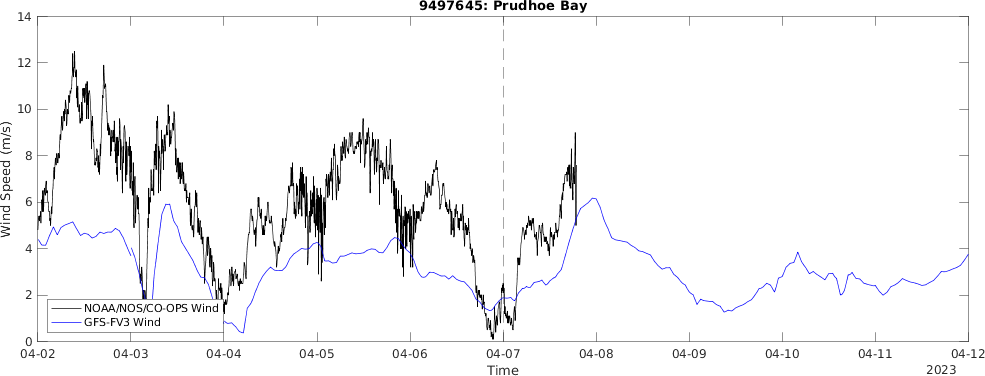 9497645: Prudhoe Bay
Wind Speed (m/s)
14
12
10
8
6
4
2
0
NOAA/NOS/CO-OPS Wind
GFS-FV3 Wind
04-02 04-03 04-04 04-05 04-06 04-07 04-08 04-09 04-10 04-11 04-12
Time
2023